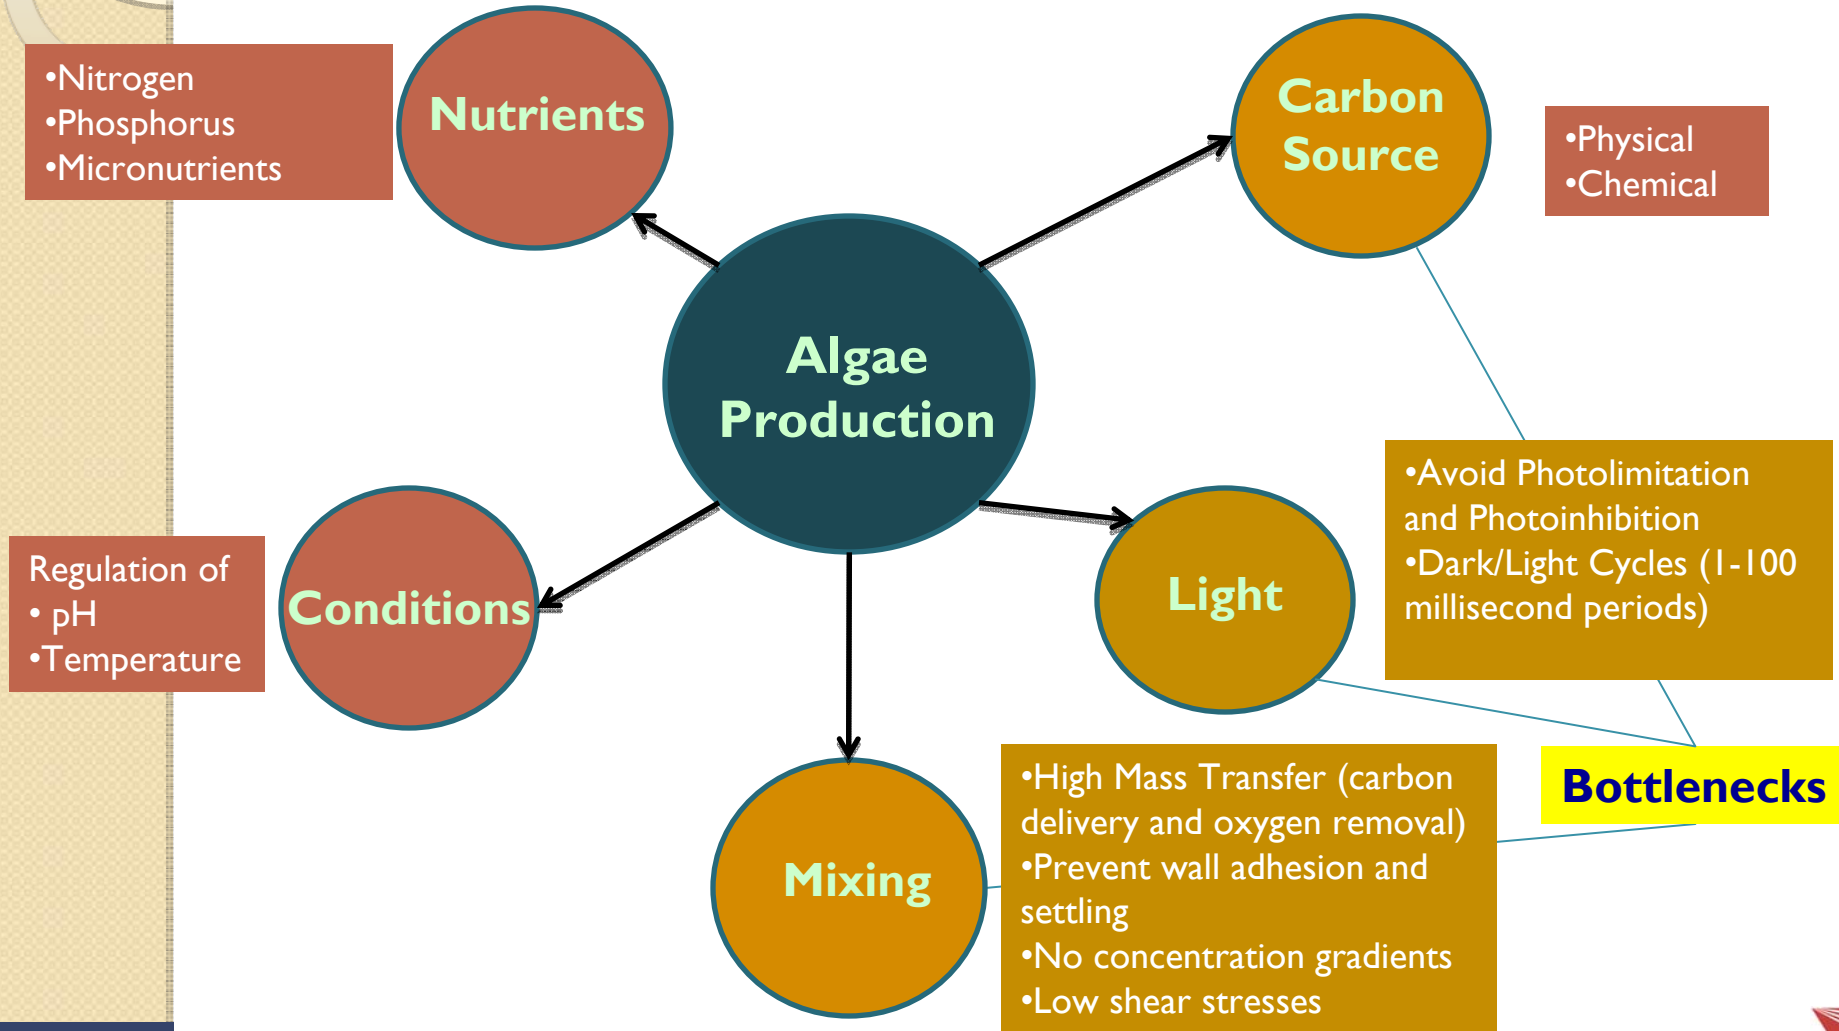 •Nitrogen
•Phosphorus
•Micronutrients
Nutrients
Carbon
Source
•Physical
•Chemical
Algae
Production
Regulation of
• pH
•Temperature
Conditions
Light
•Avoid Photolimitation
and Photoinhibition
•Dark/Light Cycles (1-100
millisecond periods)
Mixing
•High Mass Transfer (carbon
delivery and oxygen removal)
•Prevent wall adhesion and
settling
•No concentration gradients
•Low shear stresses
Bottlenecks